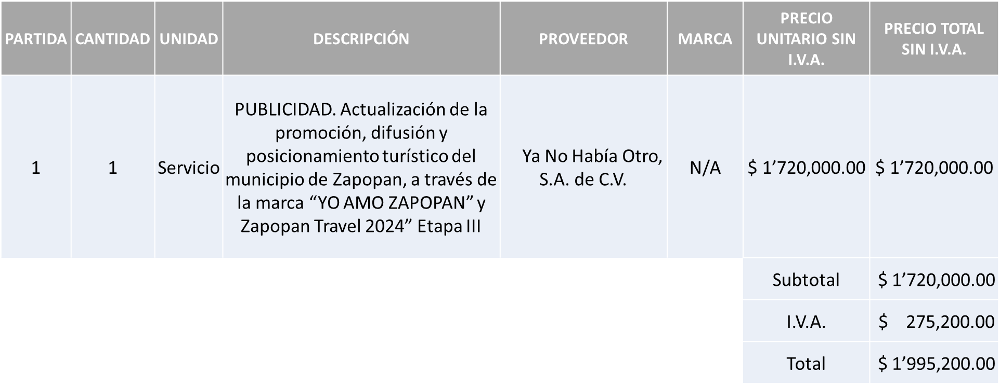 PARTIDA CANTIDAD UNIDAD DESCRIPCIÓN PROVEEDOR MARCA PRECIO UNITARIO SIN I.V.A. PRECIO TOTAL SIN I.V.A.
1
1
Servicio
PUBLICIDAD. Actualización de la
promoción, difusión y
posicionamiento turístico del
municipio de Zapopan, a través de
la marca “YO AMO ZAPOPAN” y
Zapopan Travel 2024” Etapa III
Ya No Había Otro,
S.A. de C.V.
N/A
$ 1’720,000.00
$ 1’720,000.00
Subtotal $ 1’720,000.00
I.V.A. $ 275,200.00
Total $ 1’995,200.00